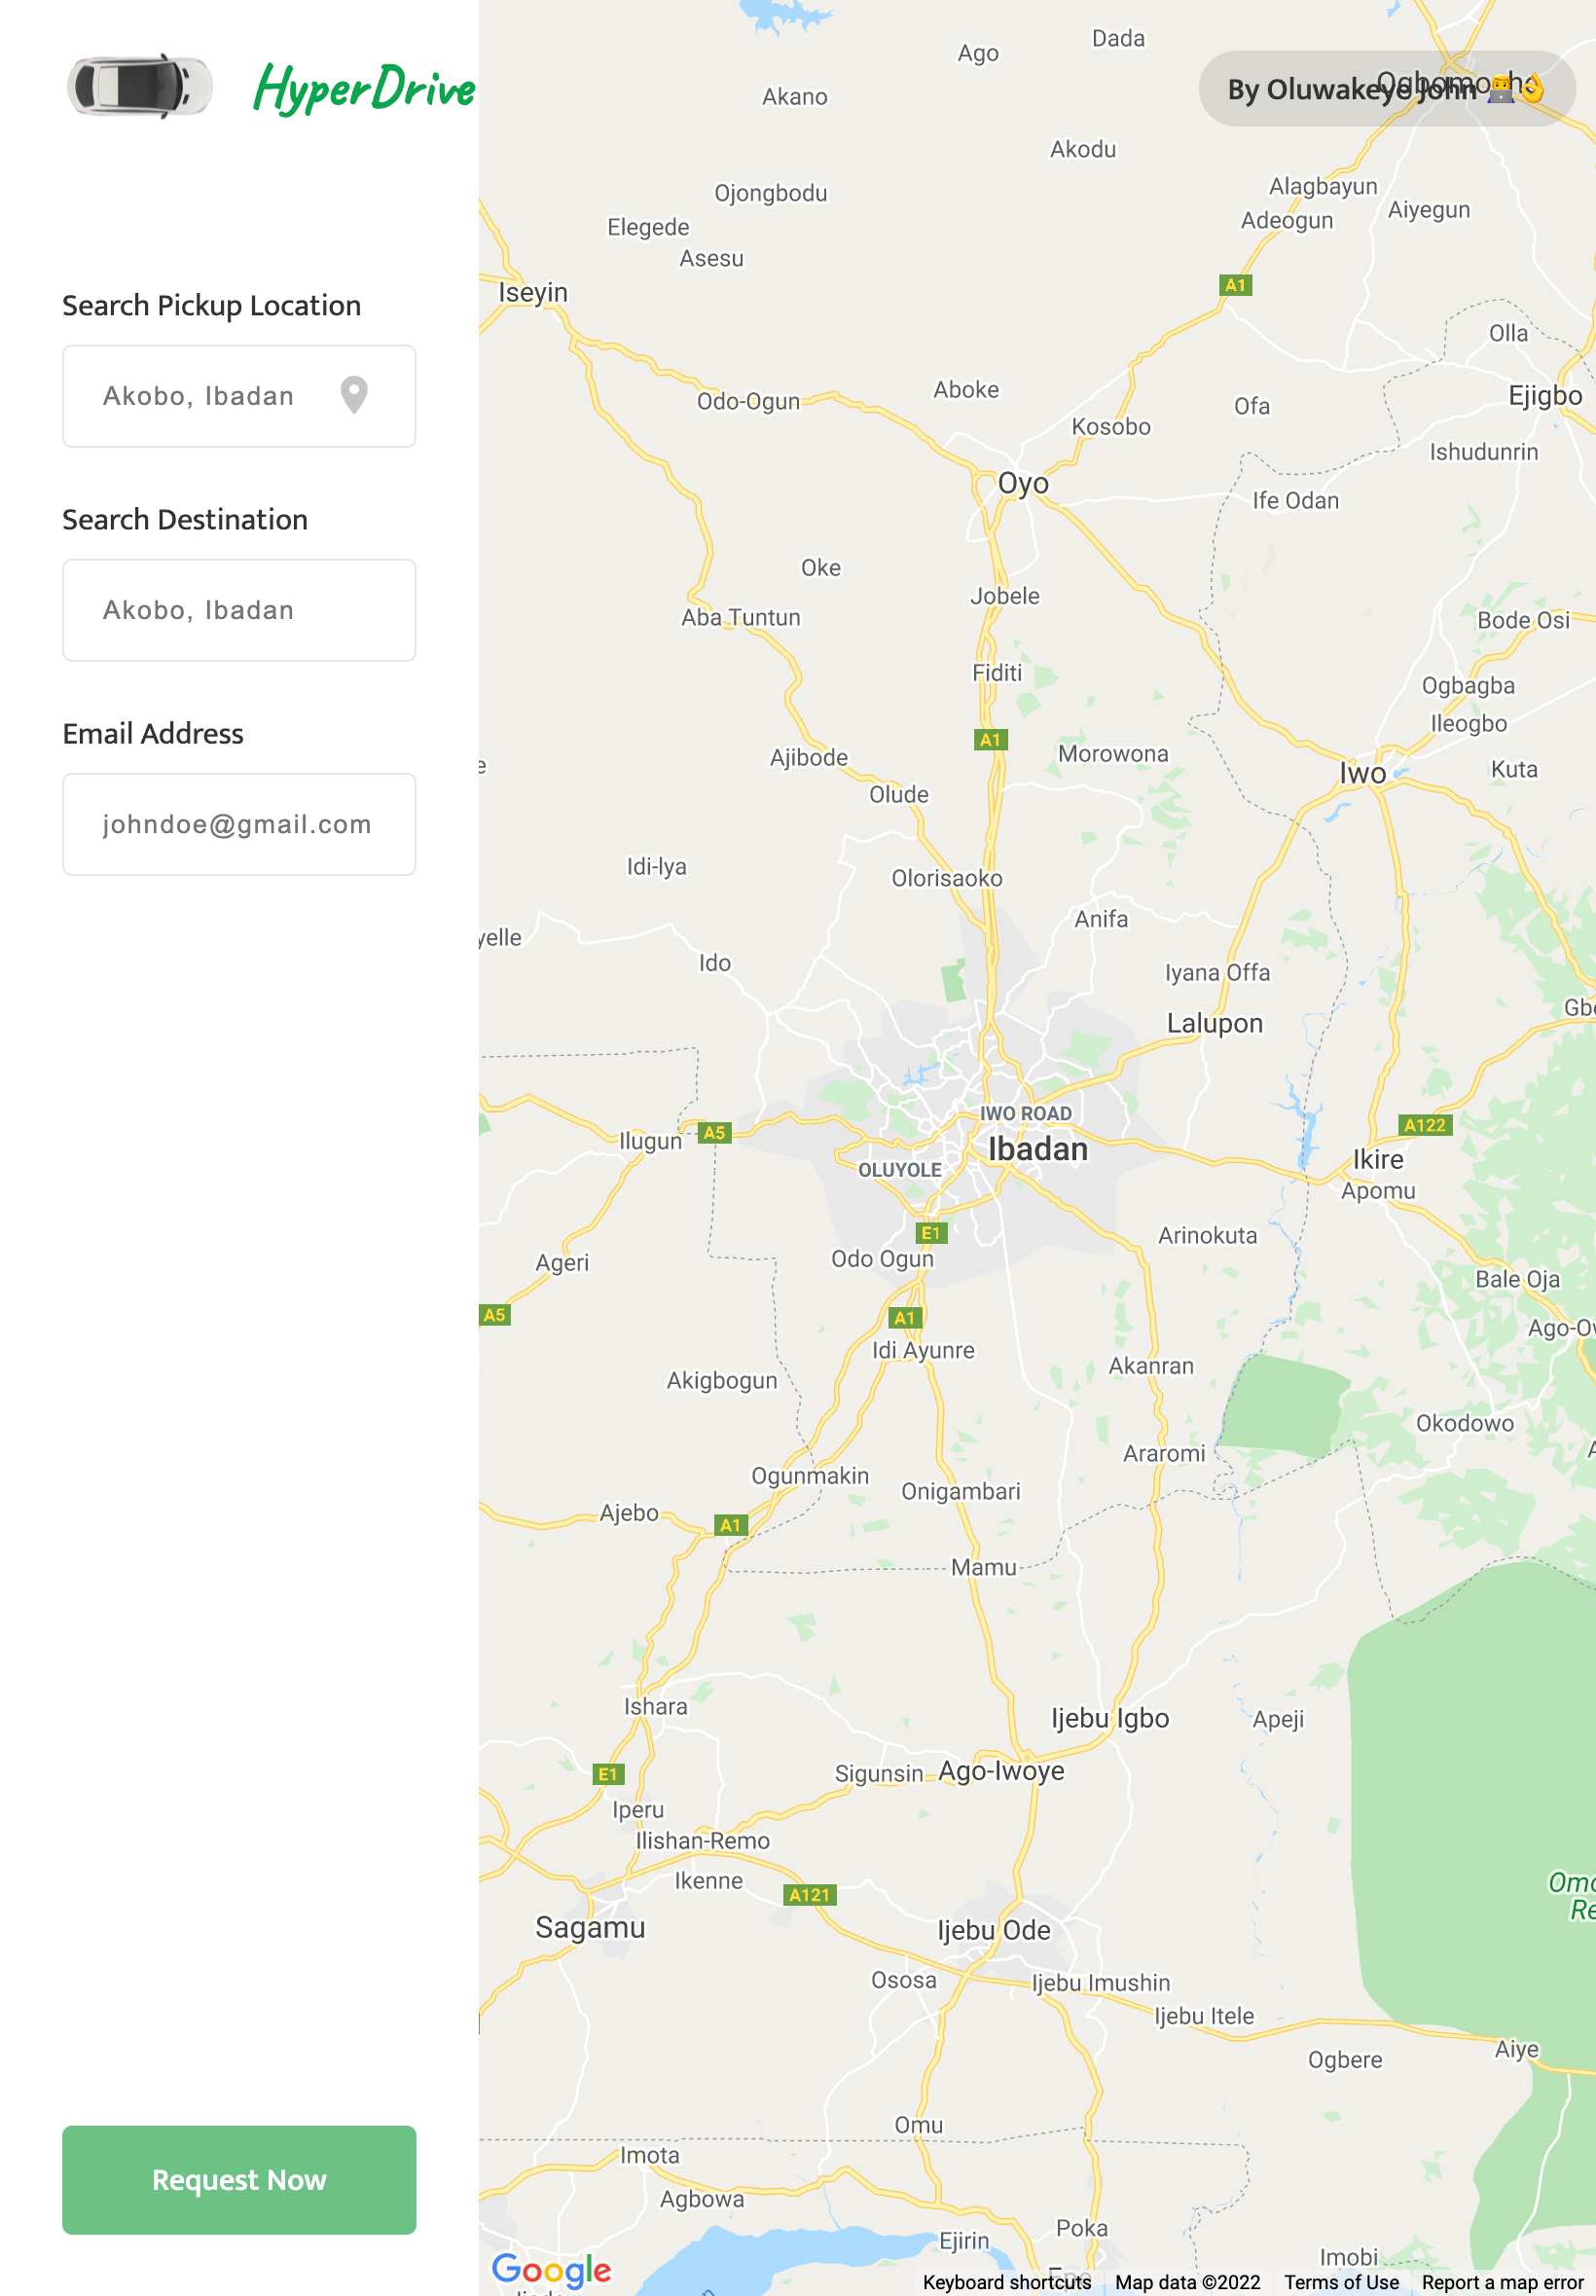 HyperDrive
Search Pickup Location
Akobo, Ibadan
Search Destination
Akobo, Ibadan
Email Address
johndoe@gmail.com
Request Now
By Oluwakeye John 👨‍💻👌
Ogbomosho
Dada
Ago
Akano
Akodu
Alagbayun
Ojongbodu
Aiyegun
Adeogun
Elegede
Asesu
A1
Iseyin
Olla
Aboke
Ejigbo
Odo-Ogun
Ofa
Kosobo
Ishudunrin
Oyo
Ife Odan
Oke
Jobele
Aba Tuntun
Bode Osi
Fiditi
Ogbagba
Ileogbo
A1
Morowona
Ajibode
e
Kuta
Iwo
Olude
Idi-Iya
Olorisaoko
Anifa
yelle
Ido
Iyana Offa
Gb
Lalupon
IWO ROAD
A122
A5
Ilugun
Ibadan
Ikire
OLUYOLE
Apomu
E1
Arinokuta
Odo Ogun
Ageri
Bale Oja
A5
A1
Ago-Ow
Idi Ayunre
Akanran
Akigbogun
Okodowo
Araromi
A
Ogunmakin
Onigambari
Ajebo
A1
Mamu
Ishara
Ijebu Igbo
Apeji
E1
Sigunsin
Ago-Iwoye
Iperu
Ilishan-Remo
Ikenne
A121
Omo
Re
Sagamu
Ijebu Ode
Ososa
Ijebu Imushin
Ijebu Itele
Aiye
Ogbere
Omu
Imota
Agbowa
Poka
Ejirin
Imobi
Epe
Google
Keyboard shortcuts
Map data ©2022
Terms of Use
Report a map error